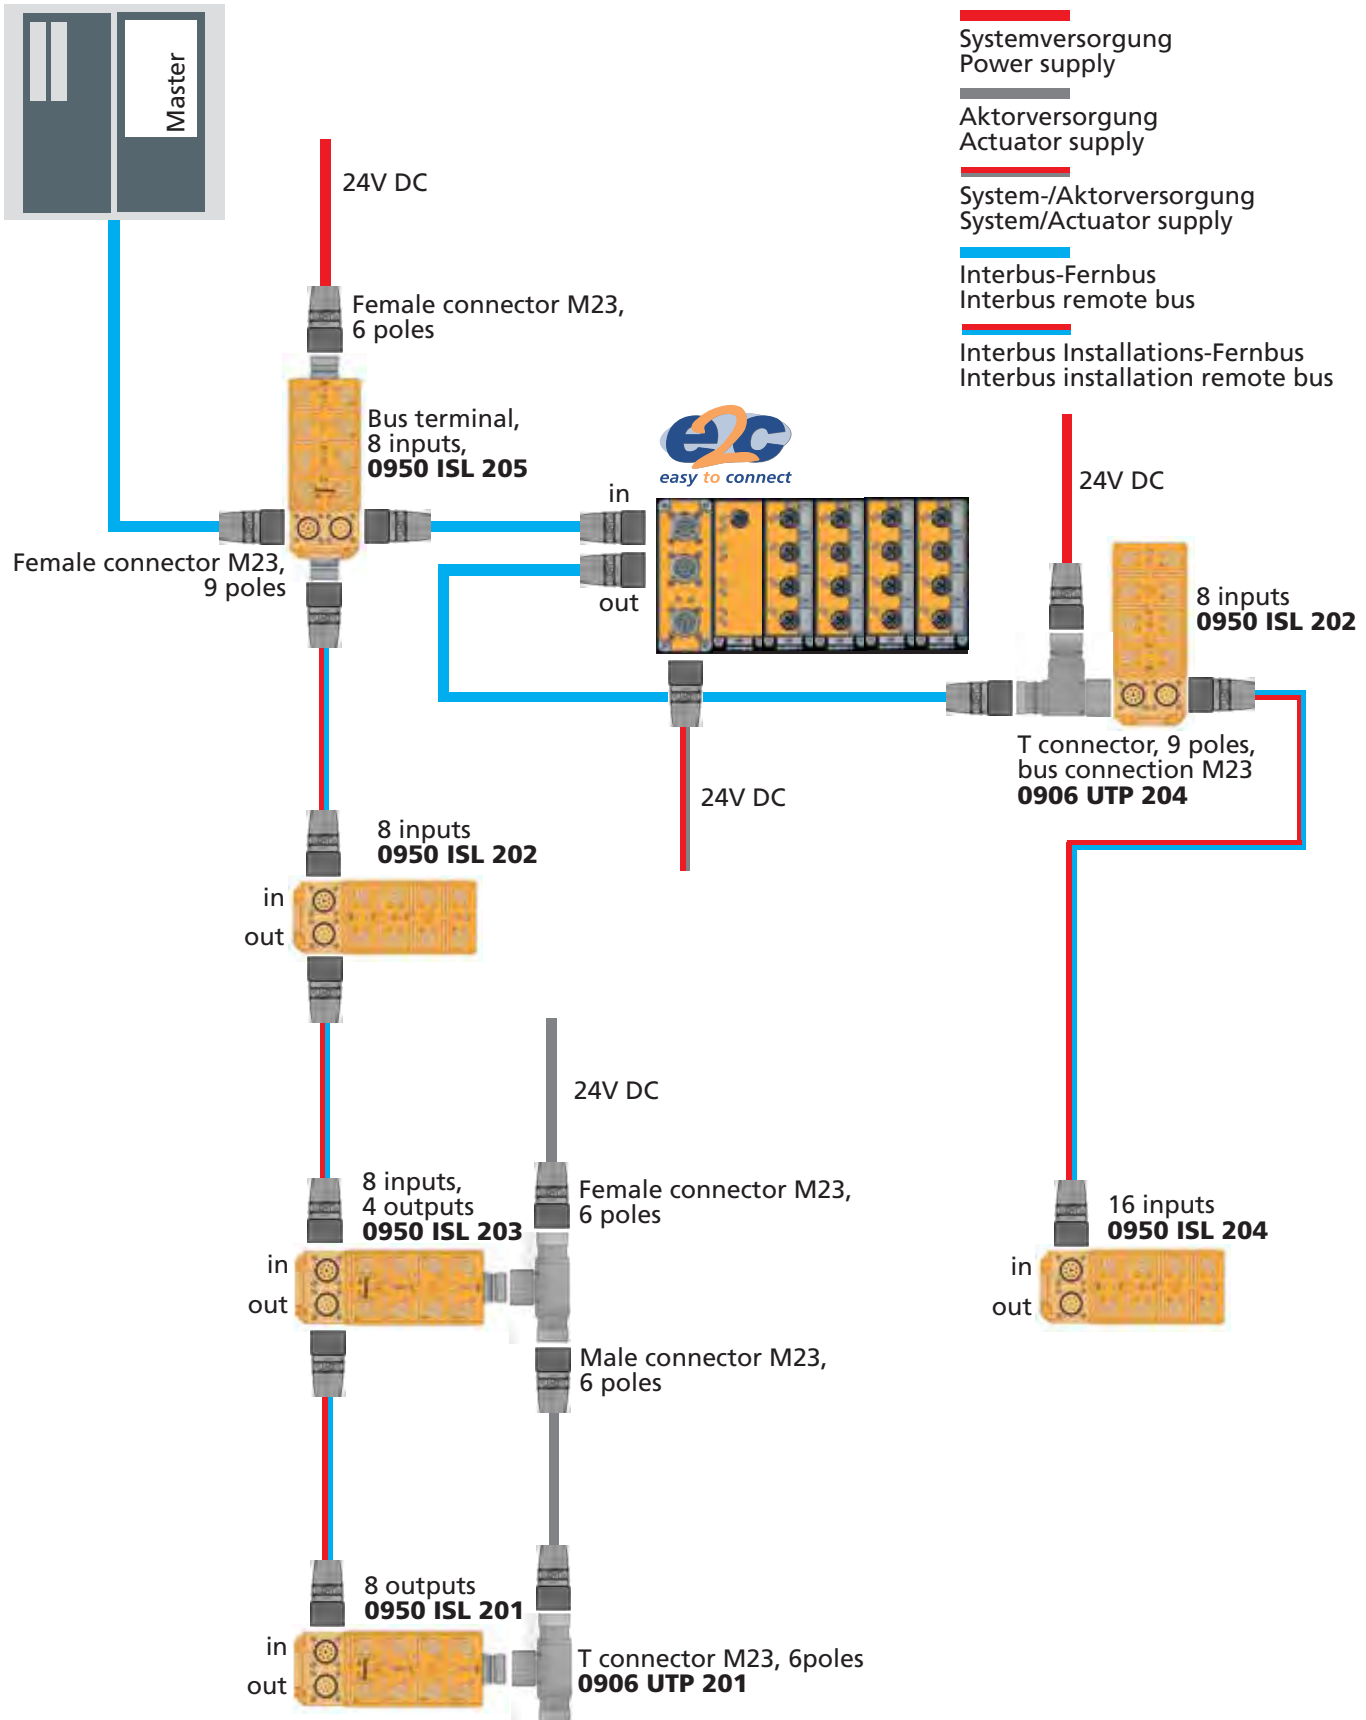 Master
Systemversorgung
Power supply
Aktorversorgung
Actuator supply
System-/Aktorversorgung
System/Actuator supply
Interbus-Fernbus
Interbus remote bus
Interbus Installations-Fernbus
Interbus installation remote bus
24V DC
Female connector M23,
6 poles
Bus terminal,
8 inputs,
0950 ISL 205
e2c
easy to connect
in
out
Female connector M23,
9 poles
24V DC
8 inputs
0950 ISL 202
T connector, 9 poles,
bus connection M23
0906 UTP 204
24V DC
8 inputs
0950 ISL 202
in
out
24V DC
8 inputs,
4 outputs
0950 ISL 203
Female connector M23,
6 poles
in
out
16 inputs
0950 ISL 204
in
out
Male connector M23,
6 poles
8 outputs
0950 ISL 201
in
out
T connector M23, 6poles
0906 UTP 201